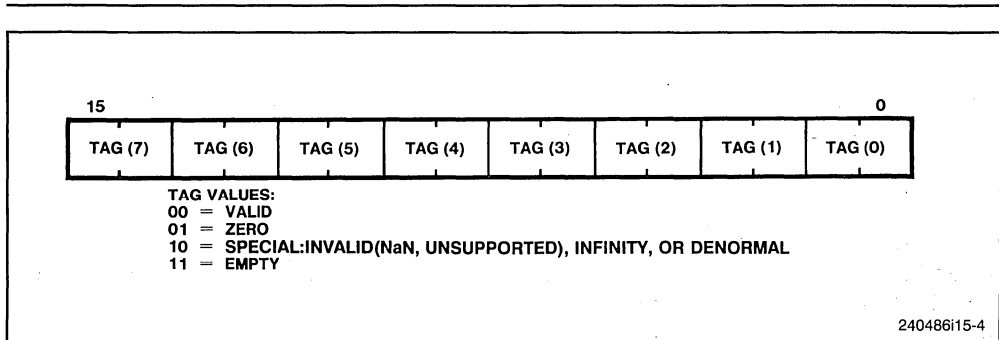 15 0
TAG (7) TAG (6) TAG (5) TAG (4) TAG (3) TAG (2) TAG (1) TAG (0)
TAG VALUES:
00 = VALID
01 = ZERO
10 = SPECIAL:INVALID(NaN, UNSUPPORTED), INFINITY, OR DENORMAL
11 = EMPTY
240486i15-4